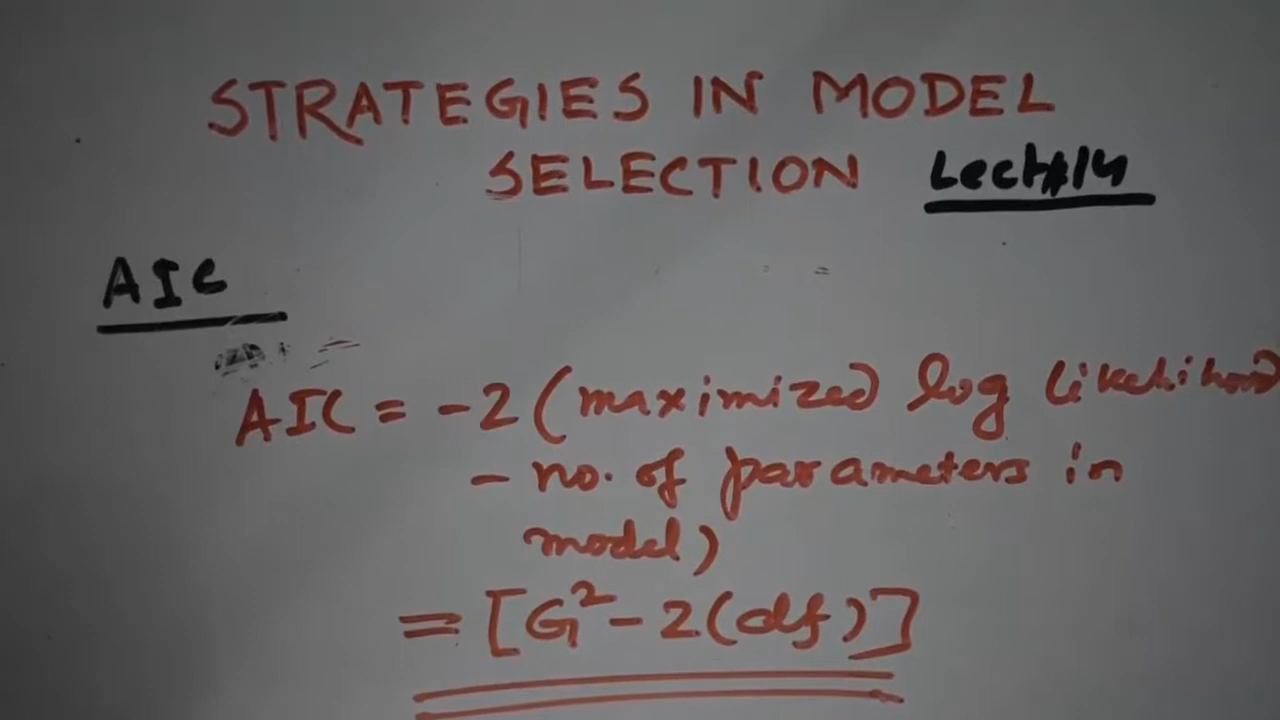 STRATEGIES IN MODEL
SELECTION Lect#14
AIC
AIC = -2 (maximized log likelihood
- no. of parameters in
model)
= [G² - 2(df)]